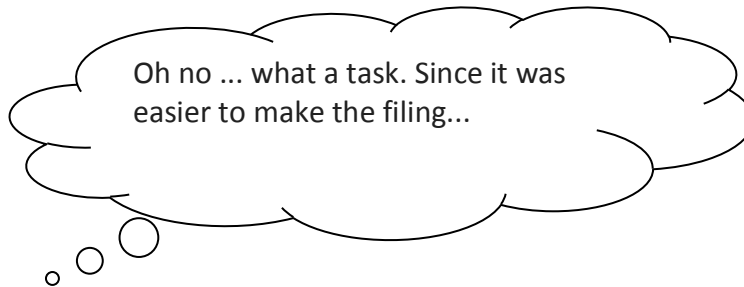 Oh no ... what a task. Since it was
easier to make the filing...